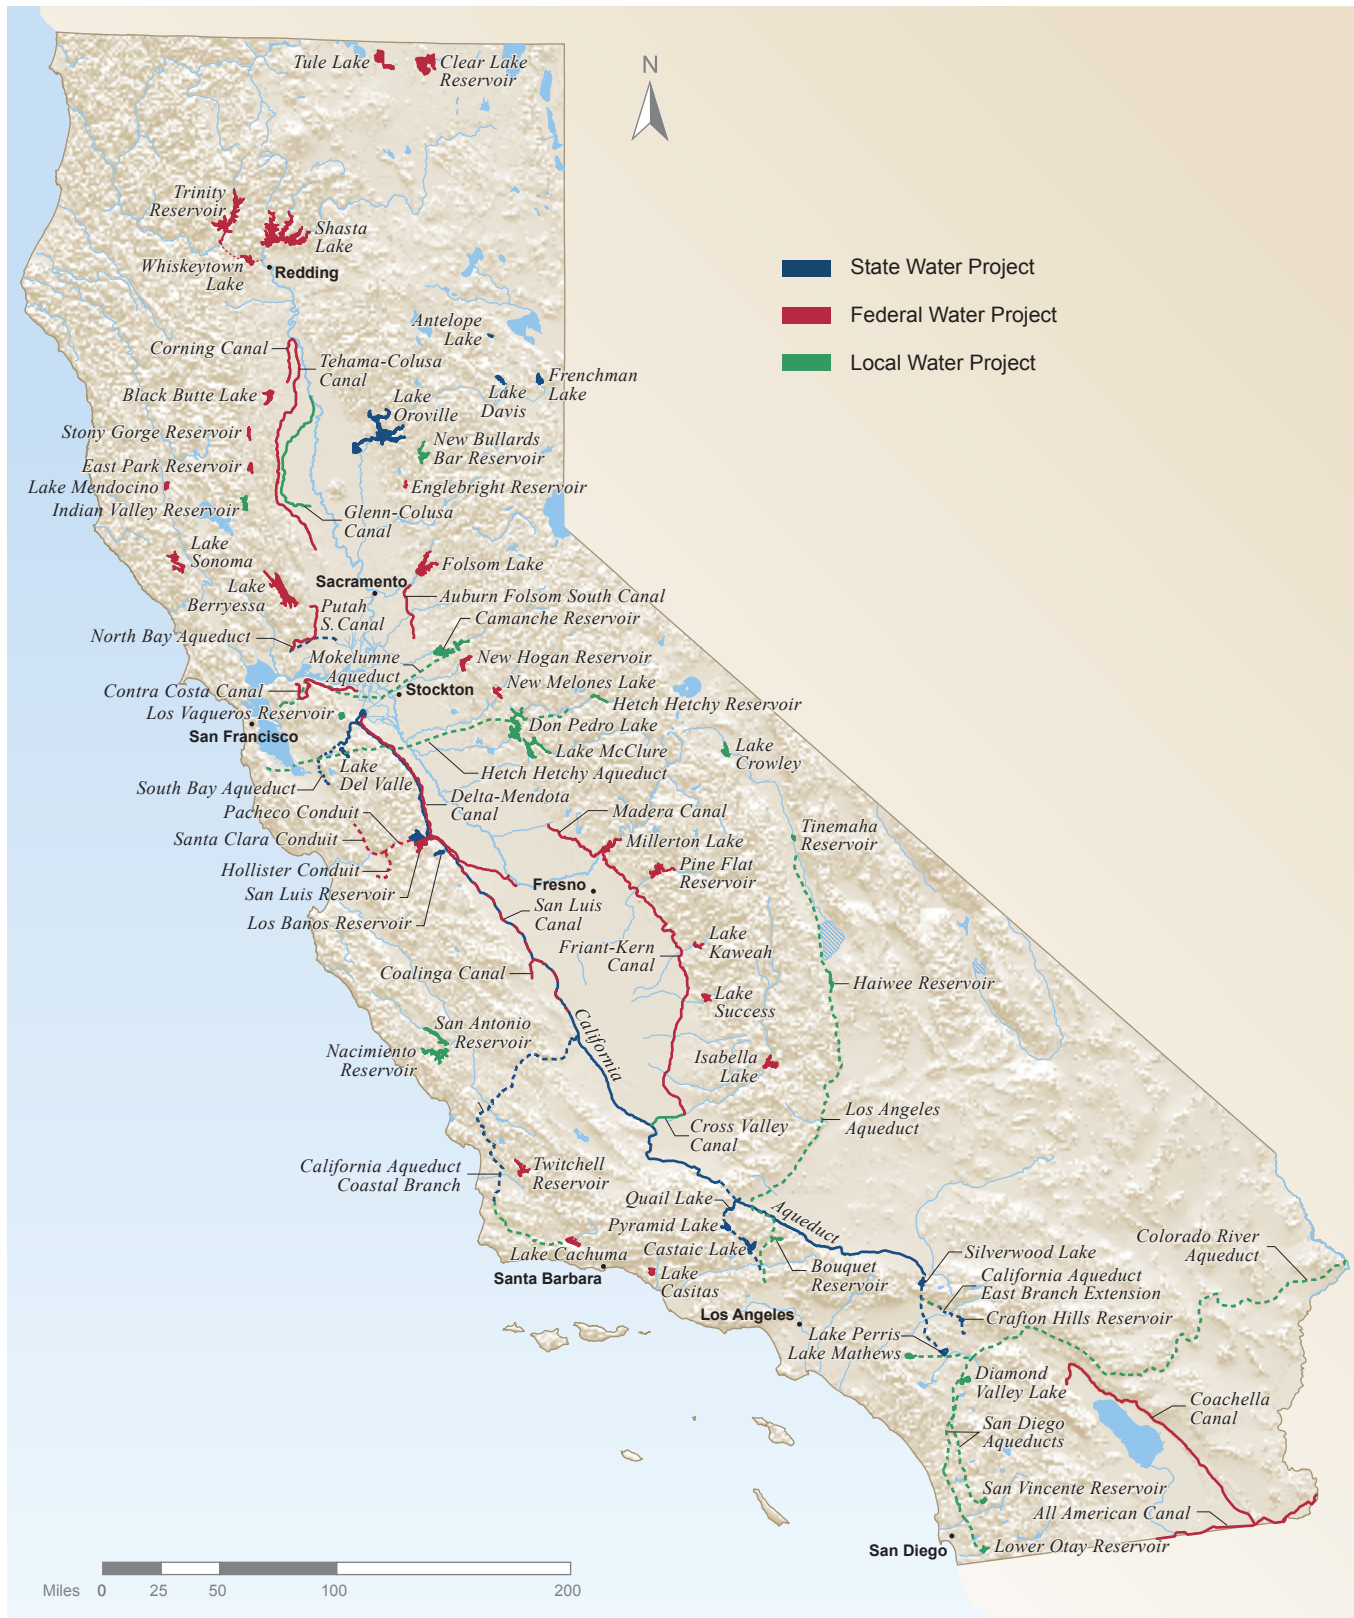 Tule Lake
Clear Lake
Reservoir
N
Trinity
Reservoir
Shasta
Lake
Whiskeytown
Lake
Redding
State Water Project
Federal Water Project
Local Water Project
Antelope
Lake
Corning Canal
Tehama-Colusa
Canal
Black Butte Lake
Lake
Oroville
Lake
Davis
Frenchman
Lake
Stony Gorge Reservoir
New Bullards
Bar Reservoir
East Park Reservoir
Lake Mendocino
Englebright Reservoir
Indian Valley Reservoir
Glenn-Colusa
Canal
Lake
Sonoma
Folsom Lake
Lake
Berryessa
Sacramento
Auburn Folsom South Canal
Putah
S. Canal
Camanche Reservoir
North Bay Aqueduct
Mokelumne
Aqueduct
New Hogan Reservoir
Contra Costa Canal
Stockton
New Melones Lake
Hetch Hetchy Reservoir
Los Vaqueros Reservoir
San Francisco
Don Pedro Lake
Lake McClure
Lake
Crowley
Lake
Del Valle
Hetch Hetchy Aqueduct
South Bay Aqueduct
Delta-Mendota
Canal
Pacheco Conduit
Madera Canal
Santa Clara Conduit
Millerton Lake
Tinemaha
Reservoir
Hollister Conduit
Pine Flat
Reservoir
San Luis Reservoir
Fresno
San Luis
Canal
Los Banos Reservoir
Friant-Kern
Canal
Lake
Kaweah
Coalinga Canal
Haiwee Reservoir
Lake
Success
San Antonio
Reservoir
California
Nacimiento
Reservoir
Isabella
Lake
Los Angeles
Aqueduct
Cross Valley
Canal
California Aqueduct
Coastal Branch
Twitchell
Reservoir
Quail Lake
Aqueduct
Pyramid Lake
Lake Cachuma
Castaic Lake
Bouquet
Reservoir
Silverwood Lake
Colorado River
Aqueduct
Santa Barbara
Lake
Casitas
California Aqueduct
East Branch Extension
Los Angeles
Crafton Hills Reservoir
Lake Perris
Lake Mathews
Diamond
Valley Lake
Coachella
Canal
San Diego
Aqueducts
San Vincente Reservoir
All American Canal
San Diego
Lower Otay Reservoir
Miles 0 25 50 100 200